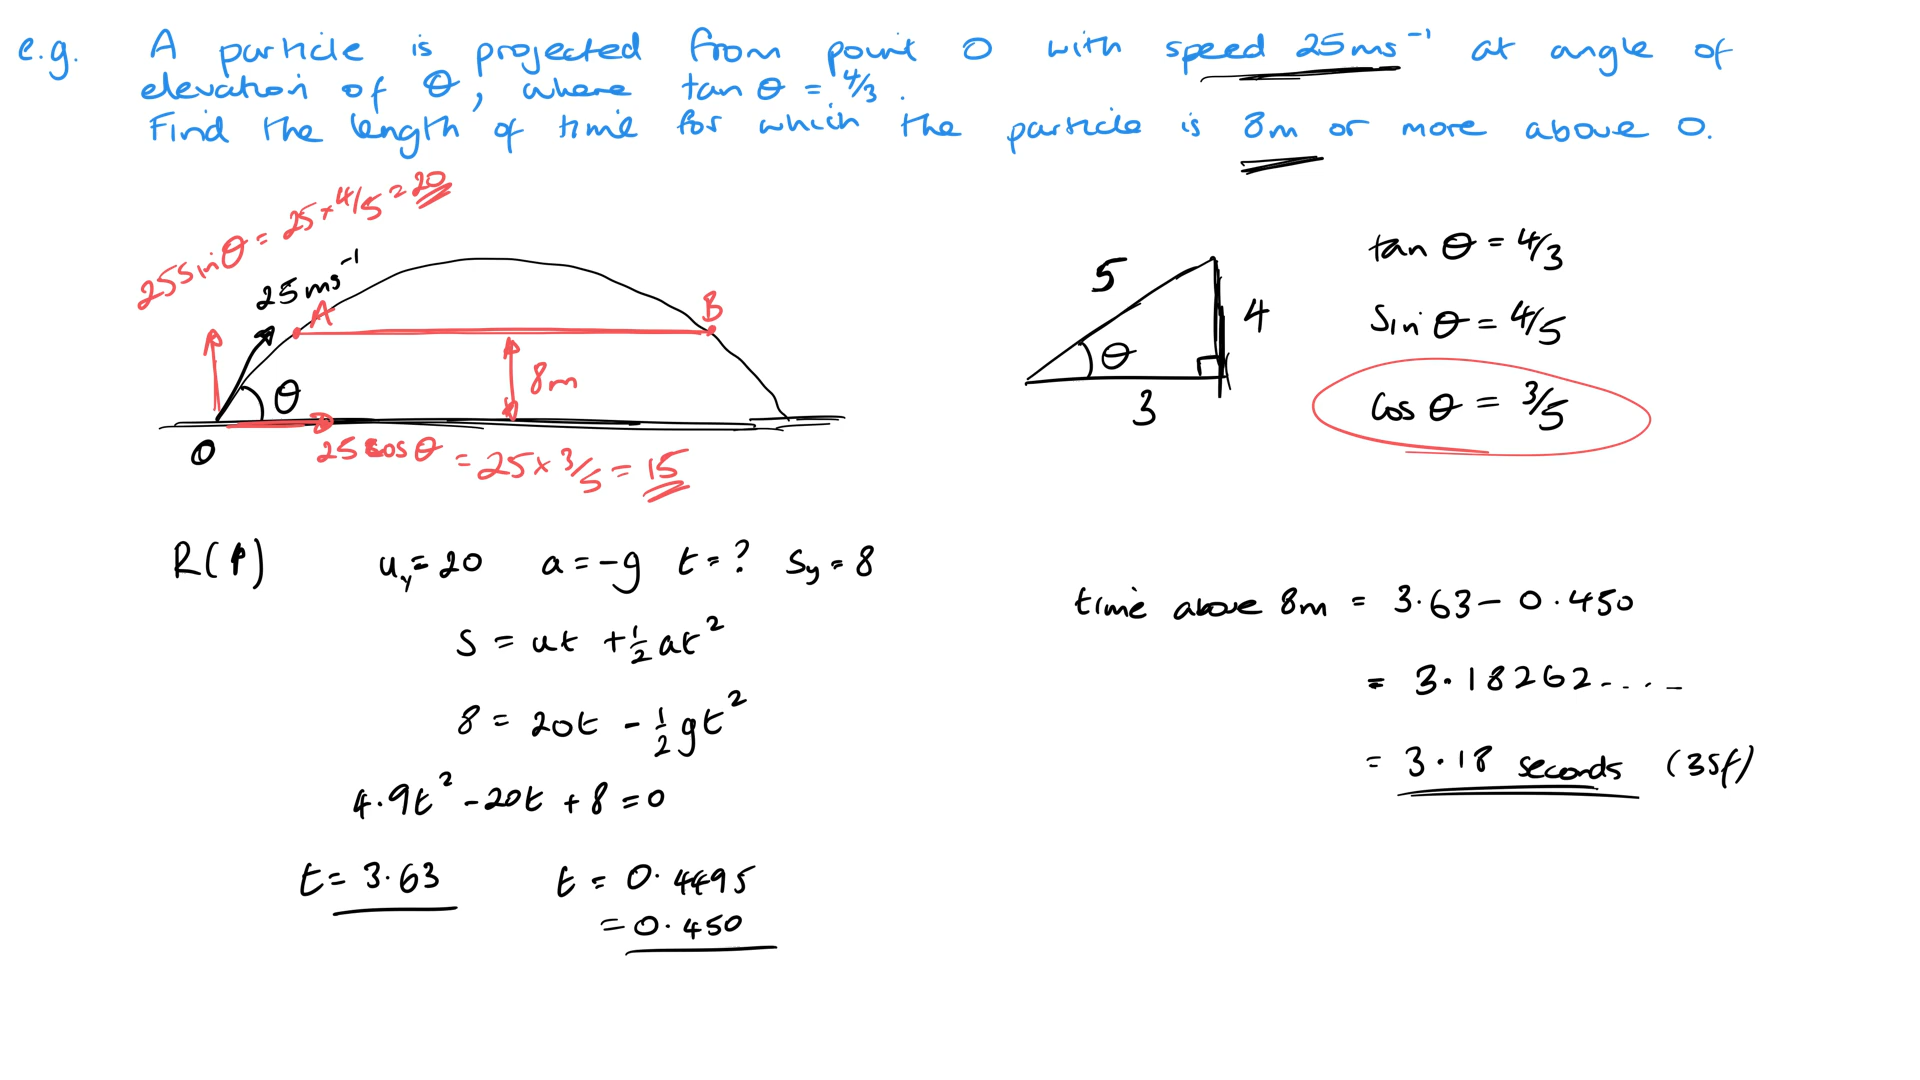 e.g. A particle is projected from point O with speed 25ms⁻¹ at angle of
elevation of θ, where tan θ = 4/3.
Find the length of time for which the particle is 8m or more above O.
25sinθ = 25×4/5 = 20
25ms⁻¹
A
B
8m
θ
O
25cosθ = 25×3/5 = 15
5
4
θ
3
tan θ = 4/3
Sin θ = 4/5
Cos θ = 3/5
R(↑) u_y = 20 a = -g t = ? S_y = 8
S = ut + ½at²
8 = 20t - ½gt²
4.9t² - 20t + 8 = 0
t = 3.63 t = 0.4495
= 0.450
time above 8m = 3.63 - 0.450
= 3.18262.....
= 3.18 seconds (3sf)